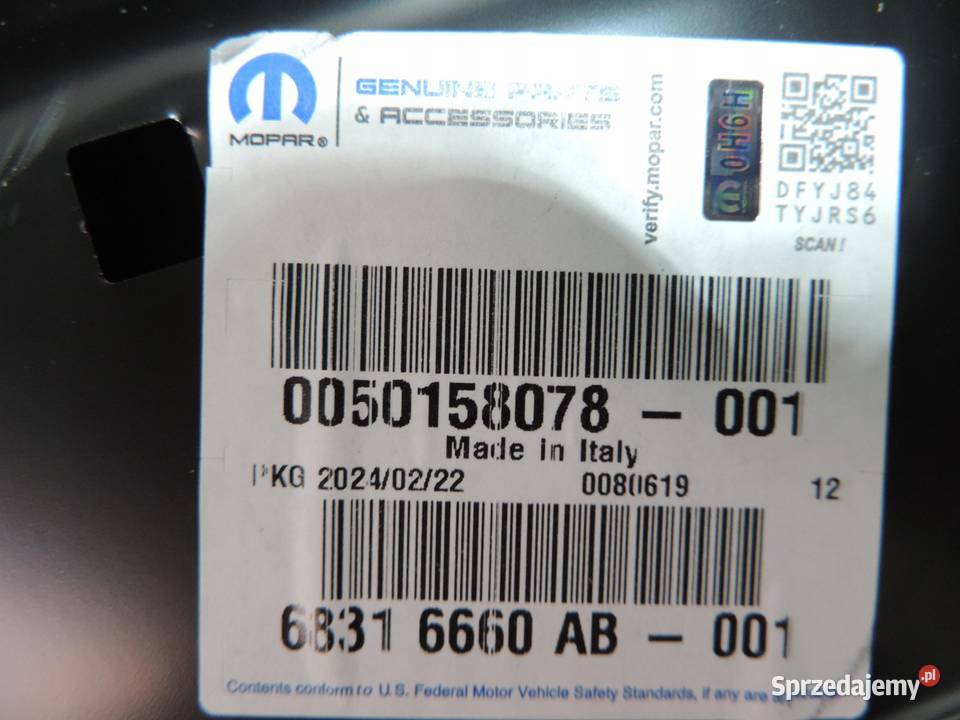 MOPAR®
GENUINE PARTS
& ACCESSORIES
verify.mopar.com
0H6H
DFYJ84
TYJRS6
SCAN!
0050158078 - 001
Made in Italy
PKG 2024/02/22 0080619 12
6831 6660 AB - 001
Contents conform to U.S. Federal Motor Vehicle Safety Standards, if any are
Sprzedajemy.pl